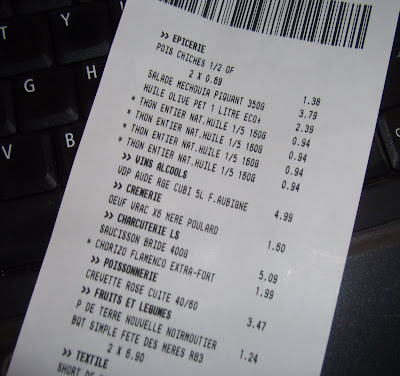 T
Y
G
H
V
B
>> EPICERIE
POIS CHICHES 1/2 OF
2 X 0.69 1.38
SALADE MECHOUIA PIQUANT 350G 3.79
HUILE OLIVE PET 1 LITRE ECO+ 2.39
* THON ENTIER NAT.HUILE 1/5 160G 0.94
* THON ENTIER NAT.HUILE 1/5 160G 0.94
* THON ENTIER NAT.HUILE 1/5 160G 0.94
* THON ENTIER NAT.HUILE 1/5 160G 0.94
>> VINS ALCOOLS
VDP AUDE RGE CUBI 5L F.AUBIGNE 4.99
>> CREMERIE
OEUF VRAC X6 MERE POULARD 1.60
>> CHARCUTERIE LS
SAUCISSON BRIDE 400G 5.09
* CHORIZO FLAMENCO EXTRA-FORT 1.99
>> POISSONNERIE
CREVETTE ROSE CUITE 40/60 3.47
>> FRUITS ET LEGUMES
P DE TERRE NOUVELLE NOIRMOUTIER 1.24
BQT SIMPLE FETE DES MERES RB3
2 X 6.90
>> TEXTILE
SHORT DE